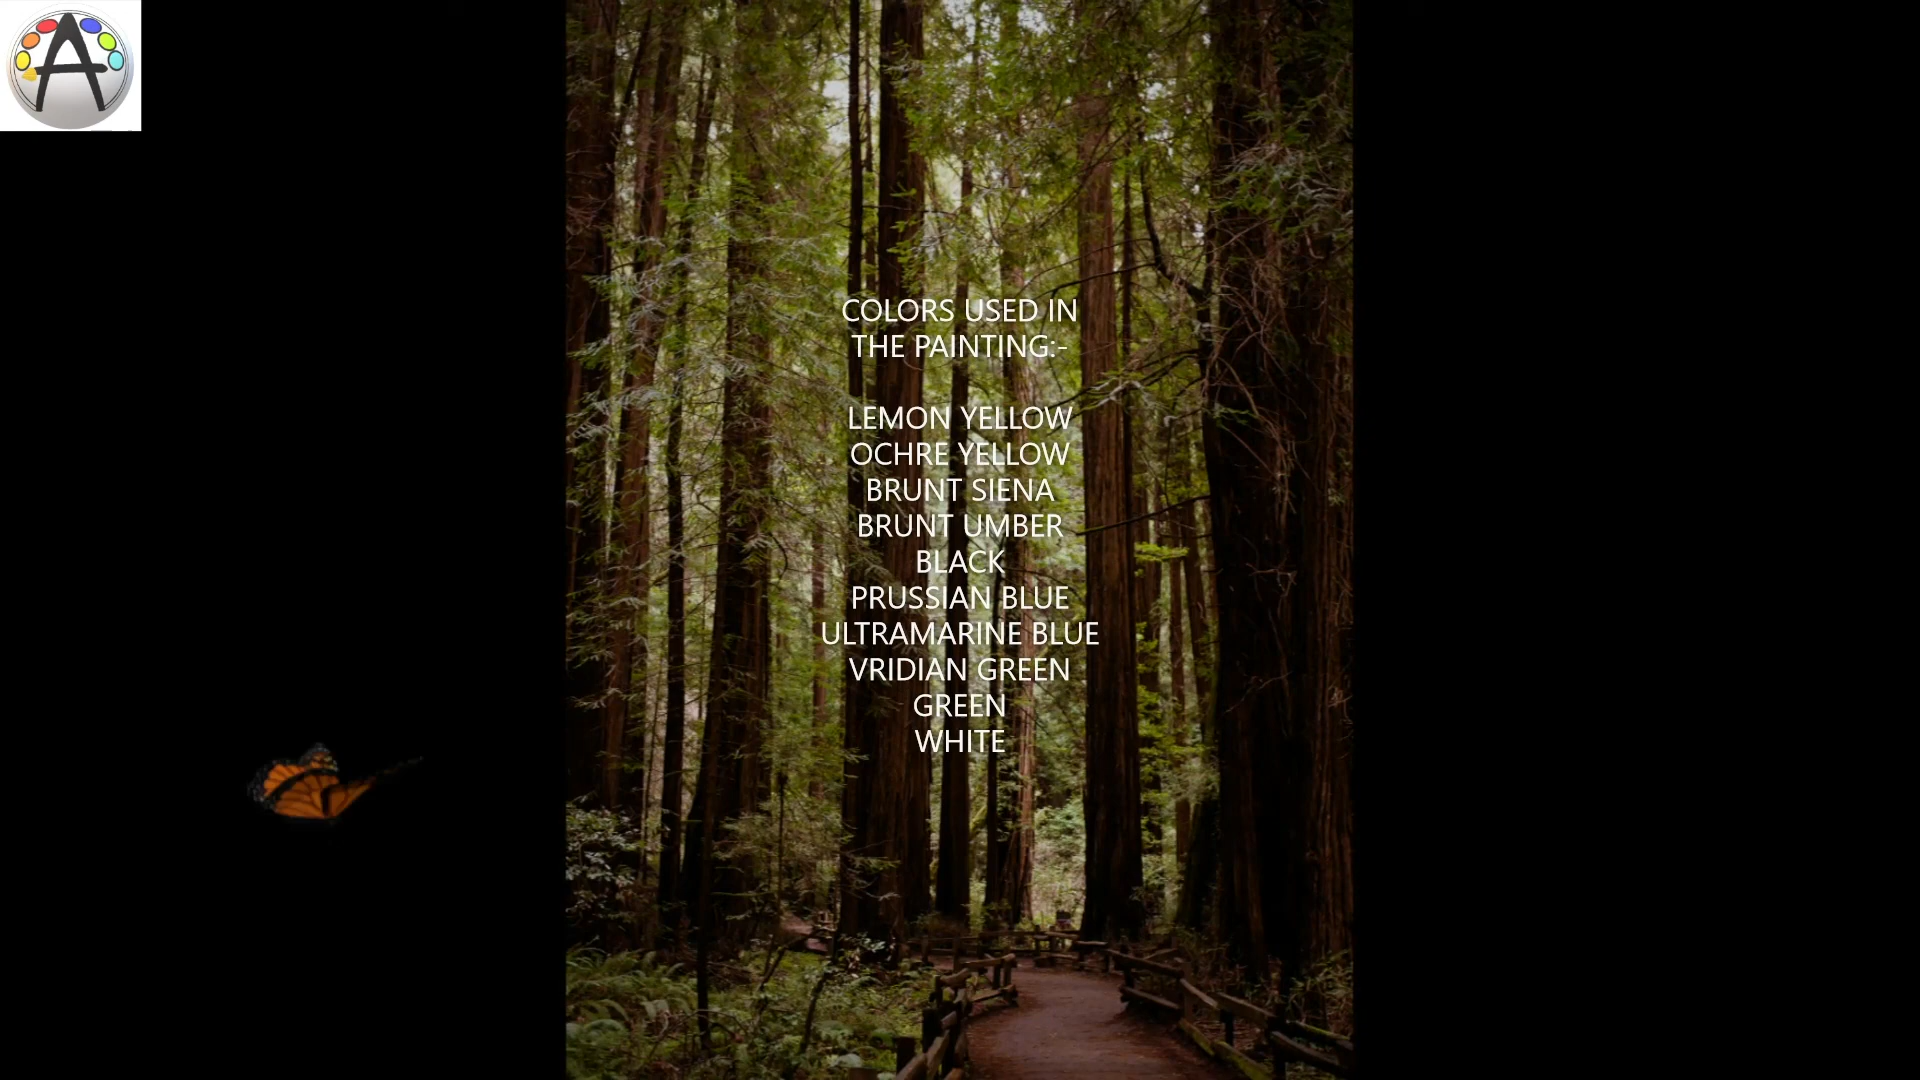 COLORS USED IN
THE PAINTING:-
LEMON YELLOW
OCHRE YELLOW
BRUNT SIENA
BRUNT UMBER
BLACK
PRUSSIAN BLUE
ULTRAMARINE BLUE
VRIDIAN GREEN
GREEN
WHITE